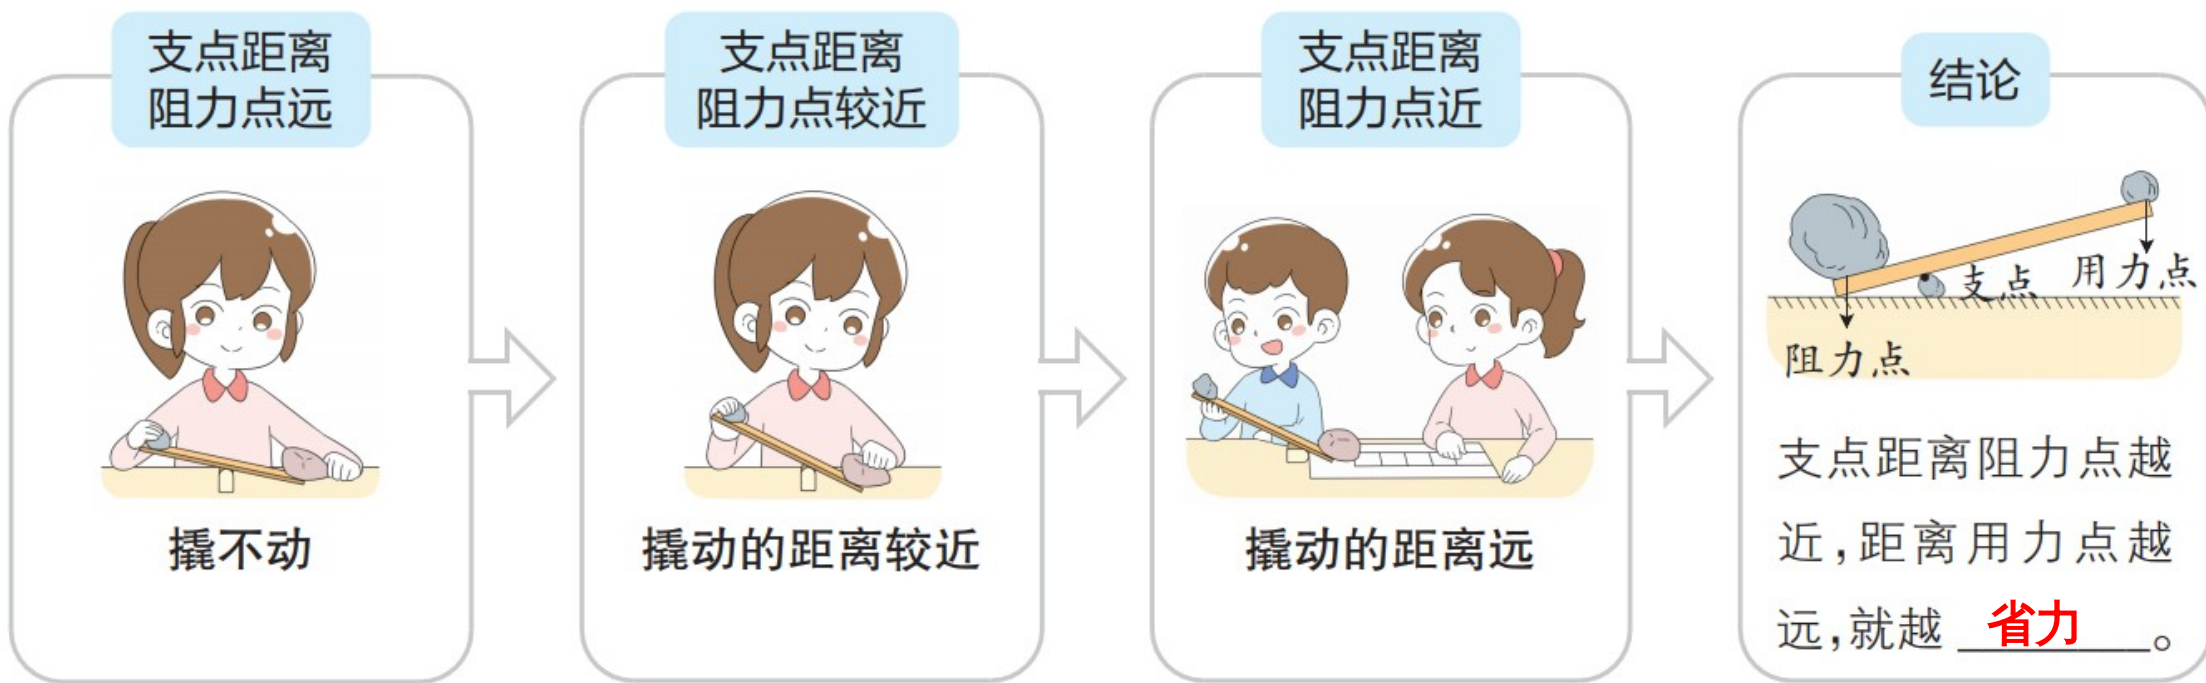 支点距离
阻力点远
撬不动
支点距离
阻力点较近
撬动的距离较近
支点距离
阻力点近
撬动的距离远
结论
支点
用力点
阻力点
支点距离阻力点越
近,距离用力点越
远,就越 省力 。